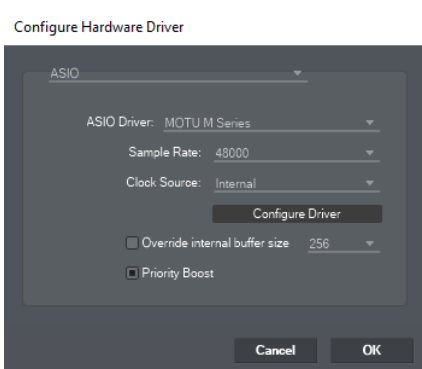 Configure Hardware Driver
ASIO
ASIO Driver: MOTU M Series
Sample Rate: 48000
Clock Source: Internal
Configure Driver
Override internal buffer size 256
Priority Boost
Cancel OK